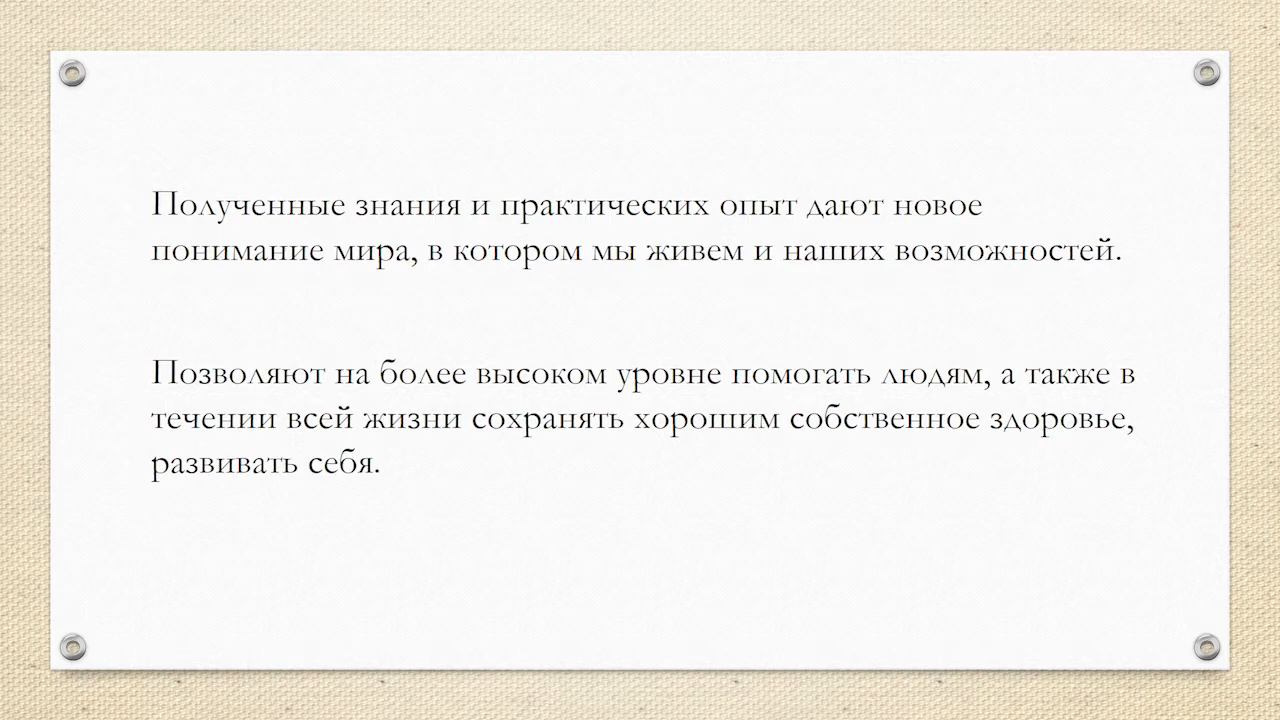 Полученные знания и практических опыт дают новое
понимание мира, в котором мы живем и наших возможностей.
Позволяют на более высоком уровне помогать людям, а также в
течении всей жизни сохранять хорошим собственное здоровье,
развивать себя.